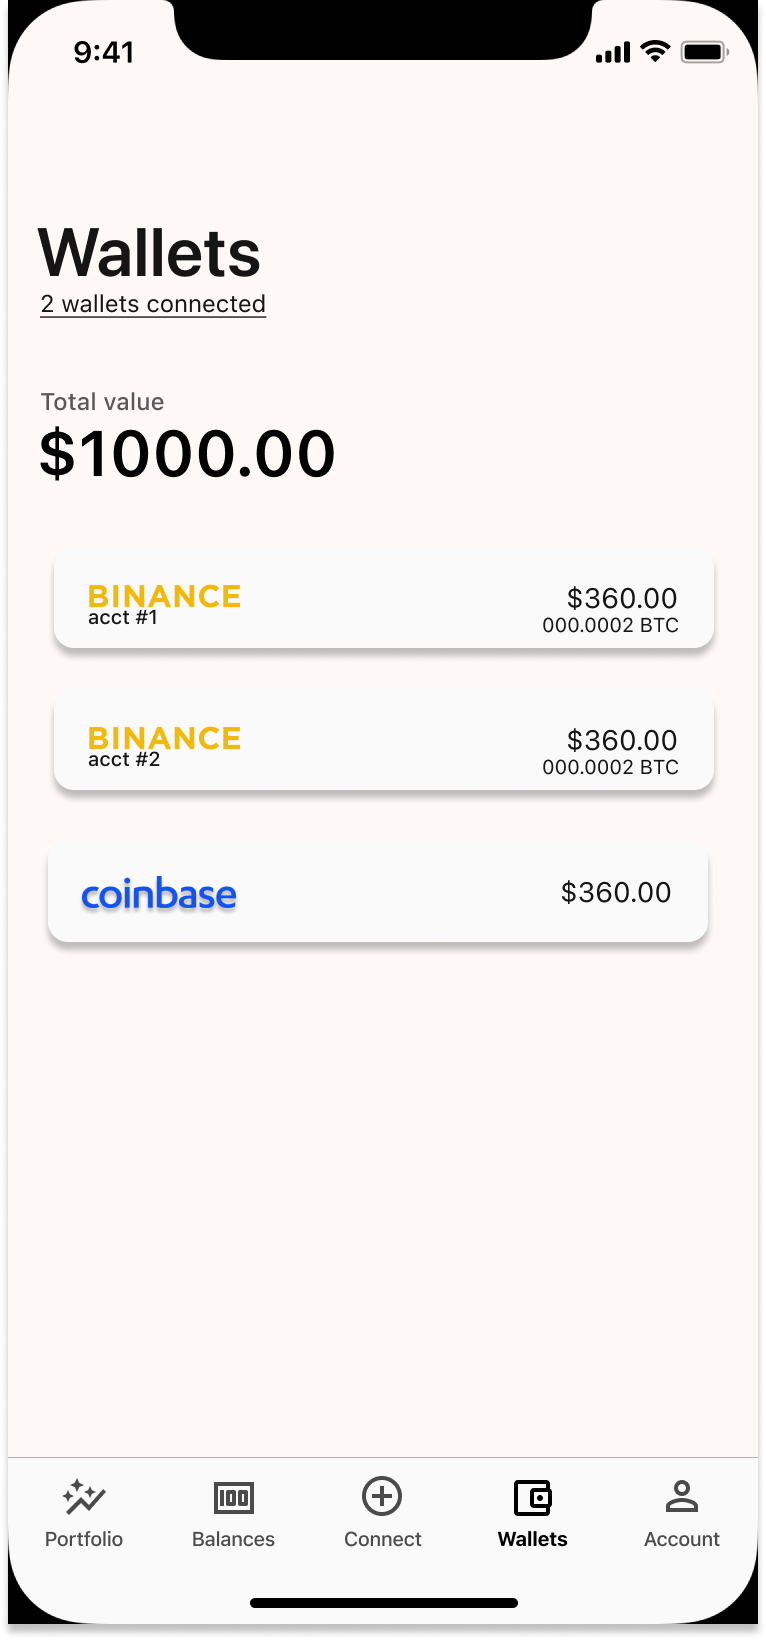 9:41
Wallets
2 wallets connected
Total value
$1000.00
BINANCE
acct #1
$360.00
000.0002 BTC
BINANCE
acct #2
$360.00
000.0002 BTC
coinbase
$360.00
100
Portfolio
Balances
Connect
Wallets
Account